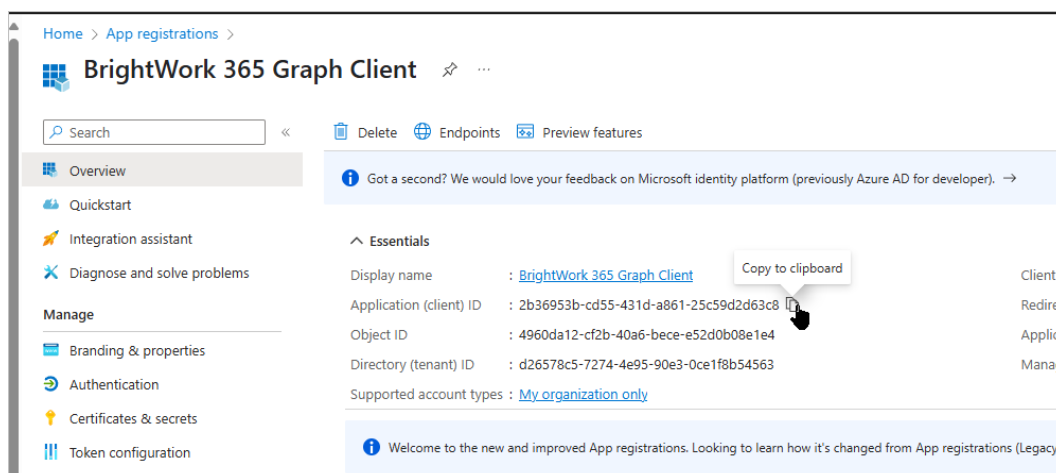 Home > App registrations >
BrightWork 365 Graph Client ...
Search «
Delete Endpoints Preview features
Overview
Got a second? We would love your feedback on Microsoft identity platform (previously Azure AD for developer). →
Quickstart
Integration assistant
Diagnose and solve problems
Manage
Branding & properties
Authentication
Certificates & secrets
Token configuration
Essentials
Copy to clipboard
Display name : BrightWork 365 Graph Client Client
Application (client) ID : 2b36953b-cd55-431d-a861-25c59d2d63c8 Redire
Object ID : 4960da12-cf2b-40a6-bece-e52d0b08e1e4 Applic
Directory (tenant) ID : d26578c5-7274-4e95-90e3-0ce1f8b54563 Mana
Supported account types : My organization only
Welcome to the new and improved App registrations. Looking to learn how it's changed from App registrations (Legacy